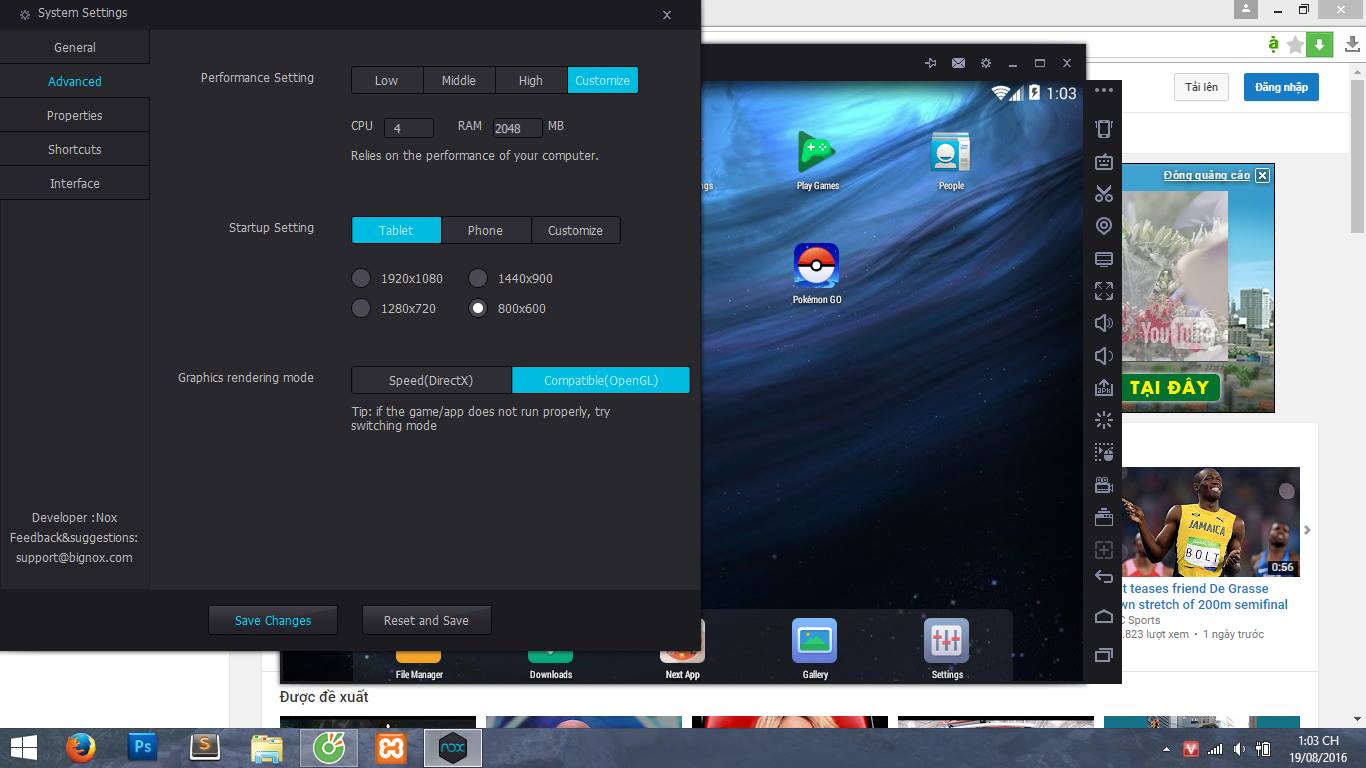 System Settings
x
General
Advanced
Properties
Shortcuts
Interface
Performance Setting
Low
Middle
High
Customize
CPU
4
RAM
2048
MB
Relies on the performance of your computer.
Startup Setting
Tablet
Phone
Customize
1920x1080
1440x900
1280x720
800x600
Graphics rendering mode
Speed(DirectX)
Compatible(OpenGL)
Tip: if the game/app does not run properly, try
switching mode
Developer :Nox
Feedback&suggestions:
support@bignox.com
Save Changes
Reset and Save
1:03
ngs
Play Games
People
Pokémon GO
File Manager
Downloads
Next App
Gallery
Settings
Tải lên
Đăng nhập
Đóng quảng cáo
YouTube
TẠI ĐÂY
JAMAICA
BOLT
0:56
t teases friend De Grasse
wn stretch of 200m semifinal
C Sports
.823 lượt xem • 1 ngày trước
Được đề xuất
Ps
S
nox
V
1:03 CH
19/08/2016